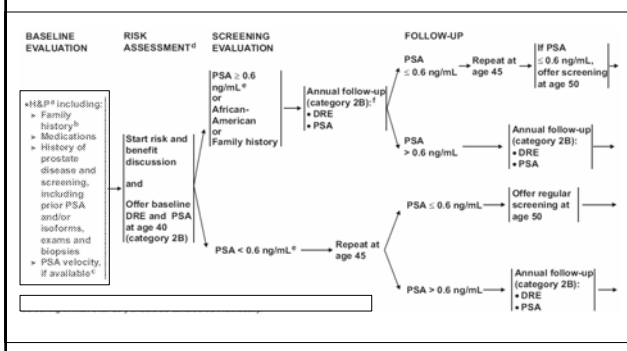 BASELINE
EVALUATION
RISK
ASSESSMENTᵈ
SCREENING
EVALUATION
FOLLOW-UP
•H&Pᵃ including:
➤ Family
historyᵇ
➤ Medications
➤ History of
prostate
disease and
screening,
including
prior PSA
and/or
isoforms,
exams and
biopsies
➤ PSA velocity,
if availableᶜ
Start risk and
benefit
discussion
and
Offer baseline
DRE and PSA
at age 40
(category 2B)
PSA ≥ 0.6
ng/mLᵉ
or
African-
American
or
Family history
Annual follow-up
(category 2B):ᶠ
• DRE
• PSA
PSA
≤ 0.6 ng/mL
Repeat at
age 45
If PSA
≤ 0.6 ng/mL,
offer screening
at age 50
PSA
> 0.6 ng/mL
Annual follow-up
(category 2B):
• DRE
• PSA
PSA < 0.6 ng/mLᵉ
Repeat at
age 45
PSA ≤ 0.6 ng/mL
Offer regular
screening at
age 50
PSA > 0.6 ng/mL
Annual follow-up
(category 2B):
• DRE
• PSA